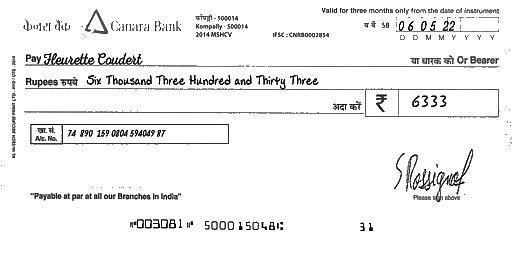 Valid for three months only from the date of instrument
केनरा बैंक Canara Bank
कोंपल्ली - 500014
Kompally - 500014
2014 MSHCV
IFSC : CNRB0002854
SB 06 05 22
D D M M Y Y Y Y
Pay Fleurette Coudert
या धारक को Or Bearer
Rupees रुपये Six Thousand Three Hundred and Thirty Three
अदा करें ₹ 6333
खा. सं.
A/c. No. 74 890 159 0804 594049 87
S Rossignol
"Payable at par at all our Branches in India"
Please sign above
⑈003081⑈ 500015048⑆ 31